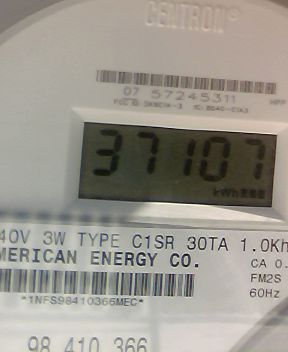 CENTRON®
07 57245311
37107
kWh
40V 3W TYPE C1SR 30TA 1.0Kh
MERICAN ENERGY CO.
CA 0.
FM2S
60Hz
*1NFS98410366MEC*
98 410 366